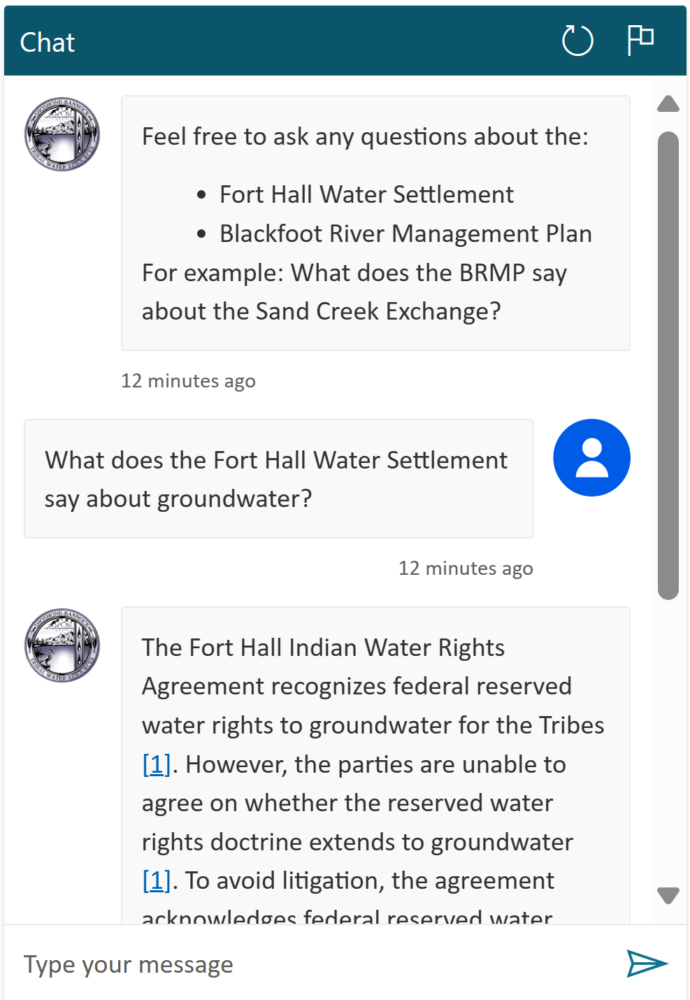 Chat
SHOSHONE-BANNOCK
TRIBAL WATER RESOURCES
Feel free to ask any questions about the:
• Fort Hall Water Settlement
• Blackfoot River Management Plan
For example: What does the BRMP say
about the Sand Creek Exchange?
12 minutes ago
What does the Fort Hall Water Settlement
say about groundwater?
12 minutes ago
SHOSHONE-BANNOCK
TRIBAL WATER RESOURCES
The Fort Hall Indian Water Rights
Agreement recognizes federal reserved
water rights to groundwater for the Tribes
[1]. However, the parties are unable to
agree on whether the reserved water
rights doctrine extends to groundwater
[1]. To avoid litigation, the agreement
acknowledges federal reserved water
Type your message